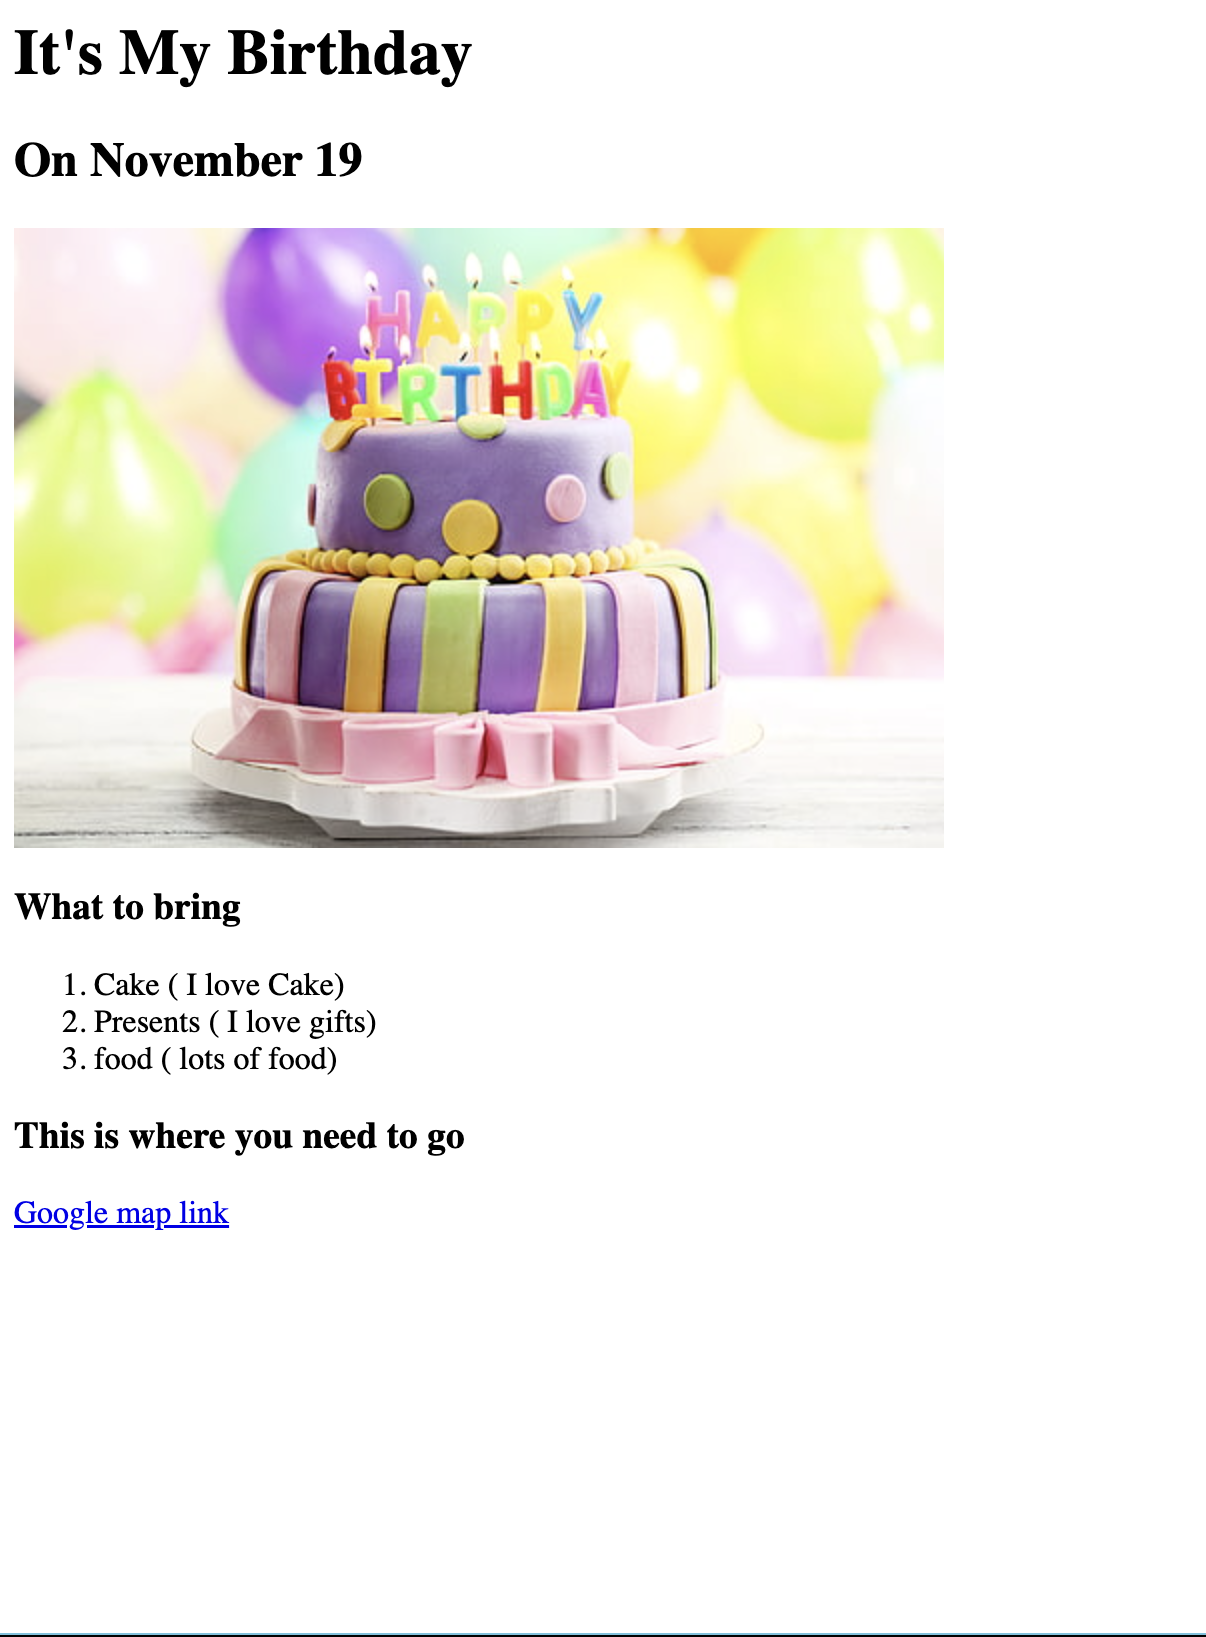 It's My Birthday
On November 19
HAPPY
BIRTHDAY
What to bring
1. Cake ( I love Cake)
2. Presents ( I love gifts)
3. food ( lots of food)
This is where you need to go
Google map link